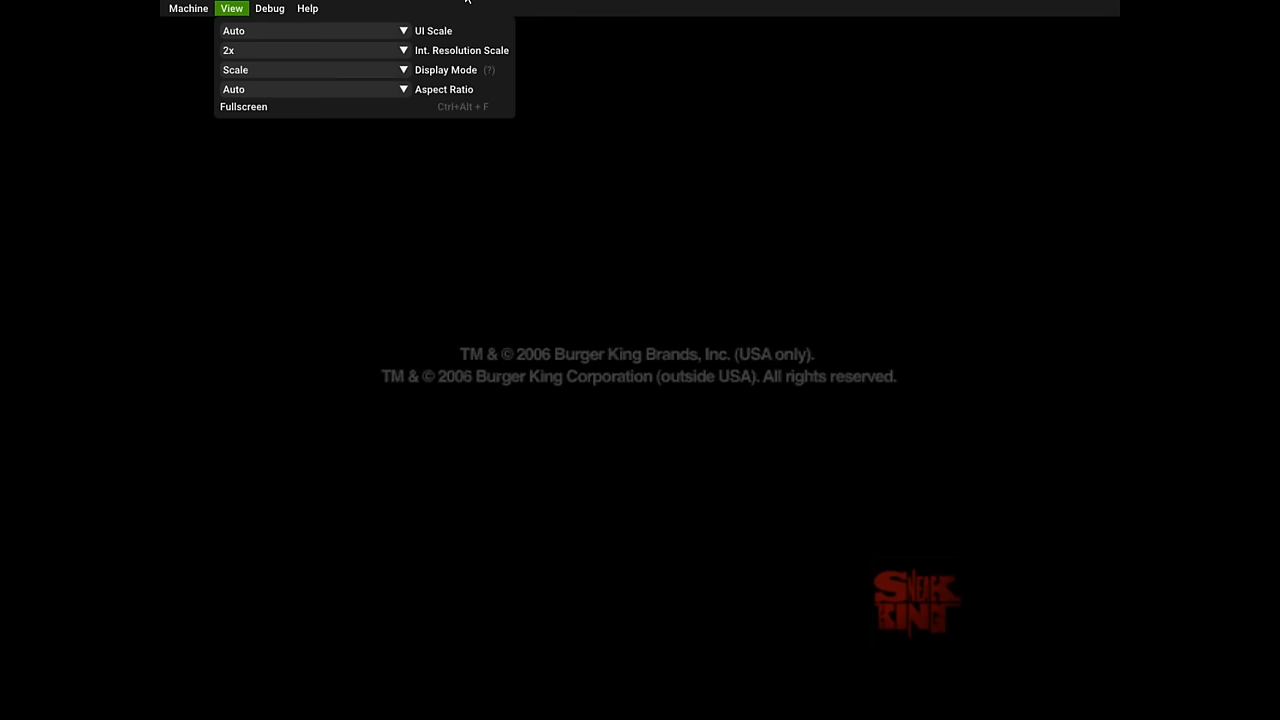 Machine View Debug Help
Auto ▼ UI Scale
2x ▼ Int. Resolution Scale
Scale ▼ Display Mode (?)
Auto ▼ Aspect Ratio
Fullscreen Ctrl+Alt + F
TM & © 2006 Burger King Brands, Inc. (USA only).
TM & © 2006 Burger King Corporation (outside USA). All rights reserved.
SNEAK
KING